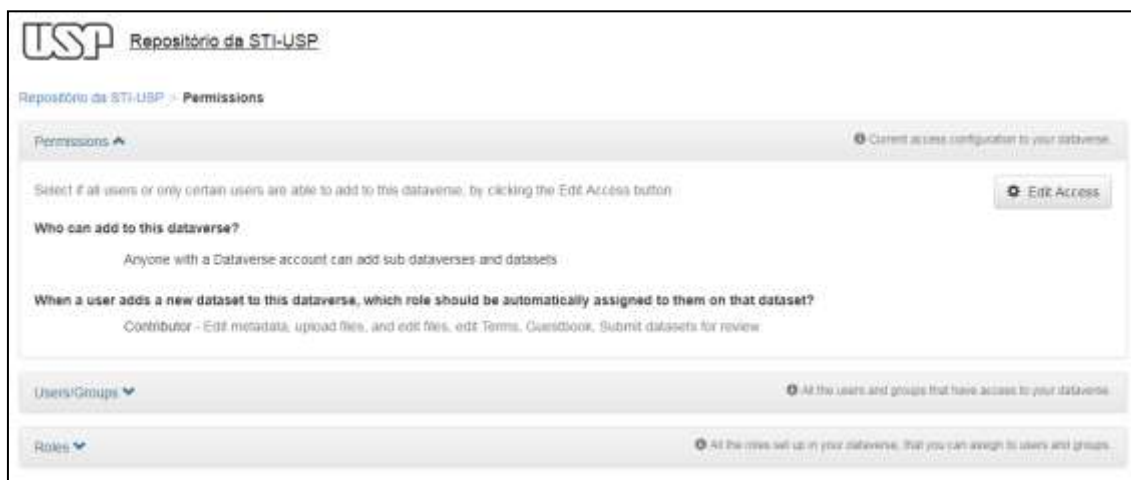 USP Repositório da STI-USP
Repositório da STI-USP > Permissions
Permissions
Current access configuration to your dataverse.
Select if all users or only certain users are able to add to this dataverse, by clicking the Edit Access button.
Edit Access
Who can add to this dataverse?
Anyone with a Dataverse account can add sub dataverses and datasets
When a user adds a new dataset to this dataverse, which role should be automatically assigned to them on that dataset?
Contributor - Edit metadata, upload files, and edit files, edit Terms, Guestbook, Submit datasets for review
Users/Groups
All the users and groups that have access to your dataverse.
Roles
All the roles set up in your dataverse, that you can assign to users and groups.